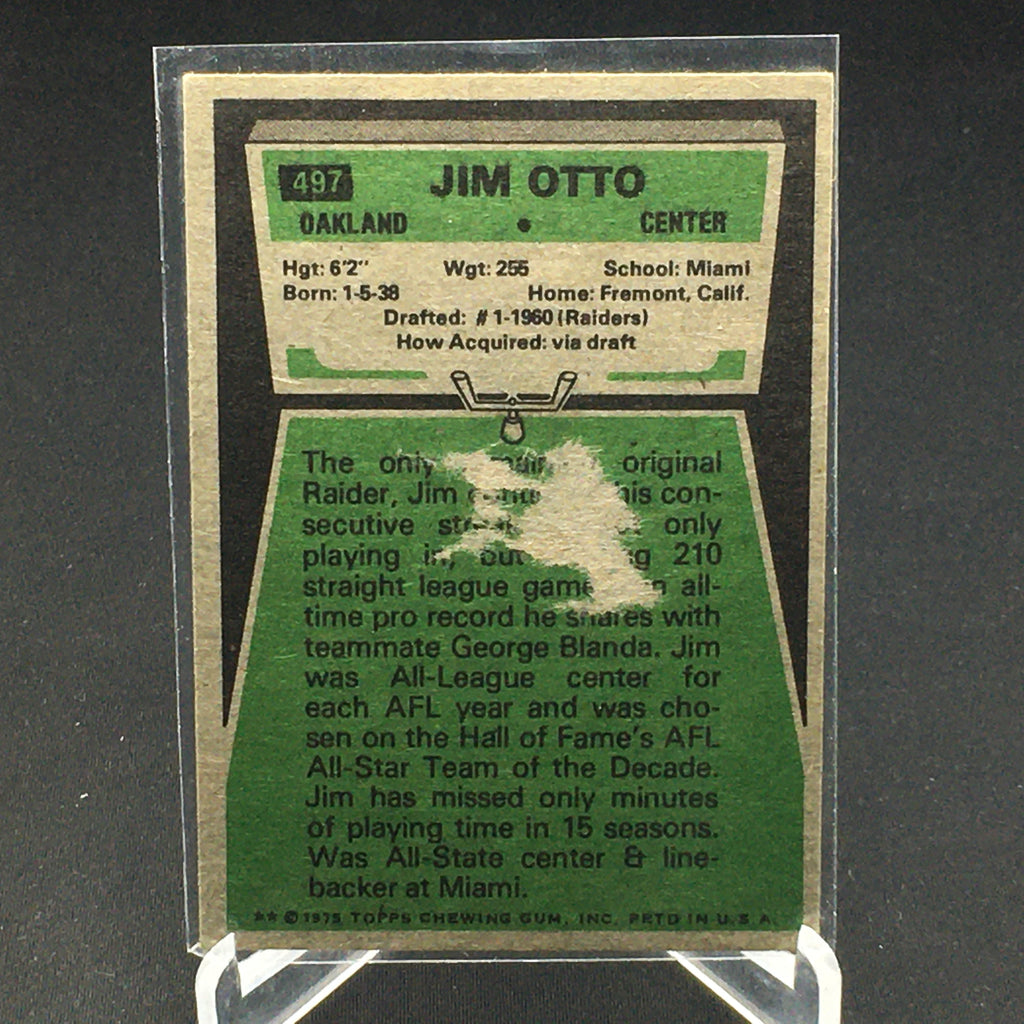 497 JIM OTTO
OAKLAND • CENTER
Hgt: 6'2" Wgt: 255 School: Miami
Born: 1-5-38 Home: Fremont, Calif.
Drafted: #1-1960 (Raiders)
How Acquired: via draft
The only original
Raider, Jim his con-
secutive only
playing in, but 210
straight league all-
time pro record he shares with
teammate George Blanda. Jim
was All-League center for
each AFL year and was cho-
sen on the Hall of Fame's AFL
All-Star Team of the Decade.
Jim has missed only minutes
of playing time in 15 seasons.
Was All-State center & line-
backer at Miami.
** © 1975 TOPPS CHEWING GUM, INC. PRTD IN U.S.A.